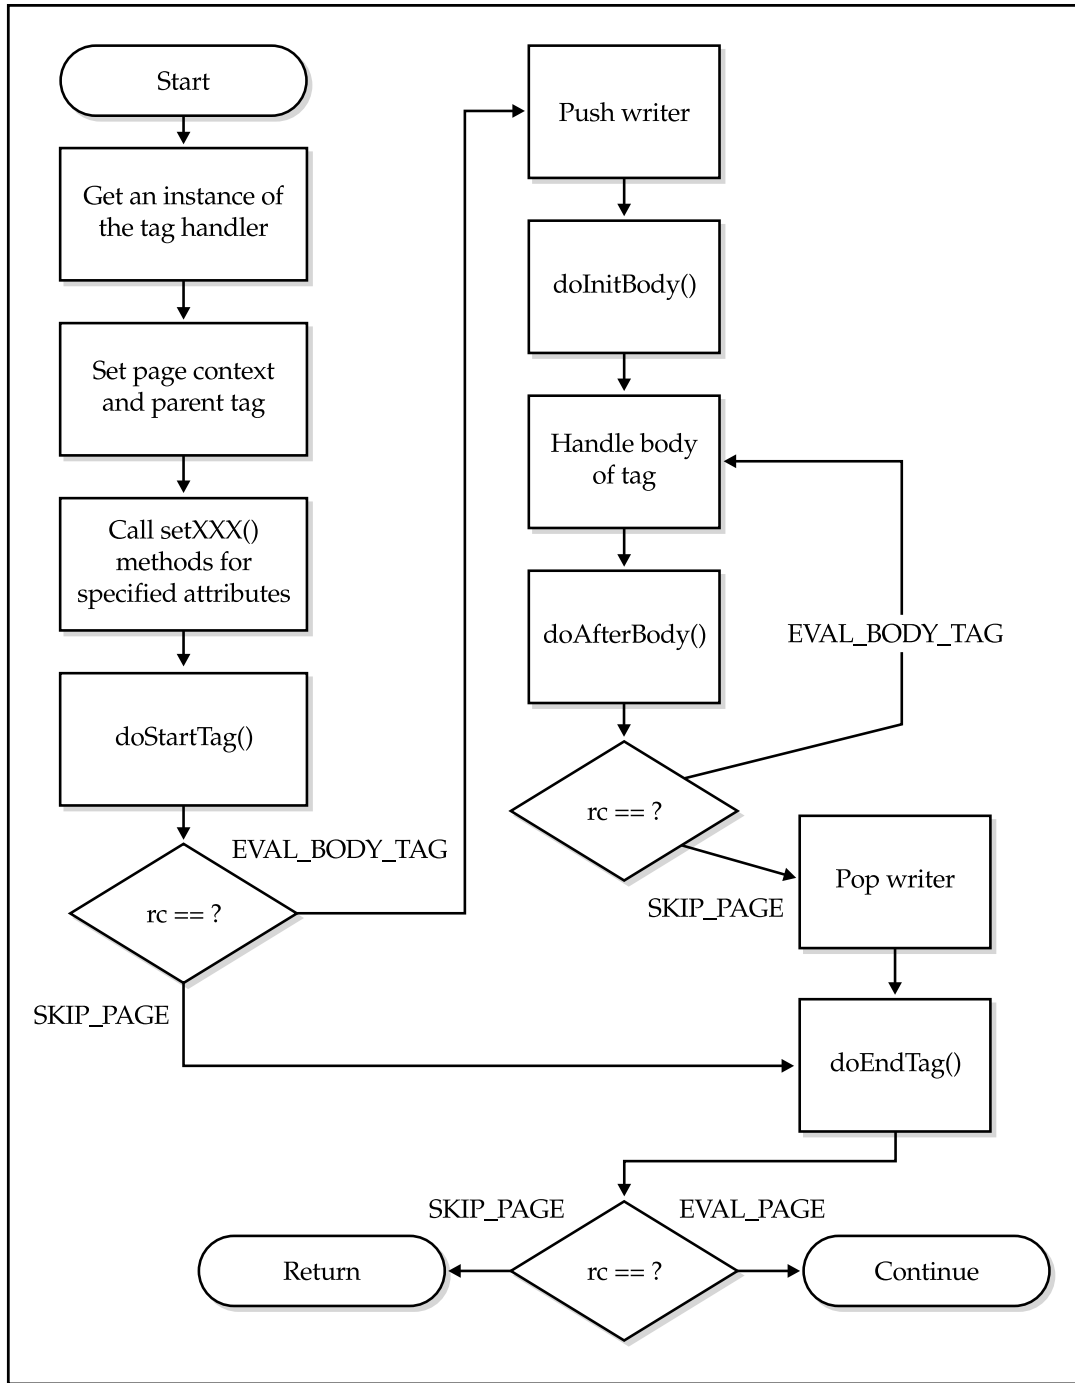 Start
Get an instance of
the tag handler
Set page context
and parent tag
Call setXXX()
methods for
specified attributes
doStartTag()
rc == ?
EVAL_BODY_TAG
SKIP_PAGE
Push writer
doInitBody()
Handle body
of tag
doAfterBody()
EVAL_BODY_TAG
rc == ?
SKIP_PAGE
Pop writer
doEndTag()
SKIP_PAGE
EVAL_PAGE
Return
rc == ?
Continue